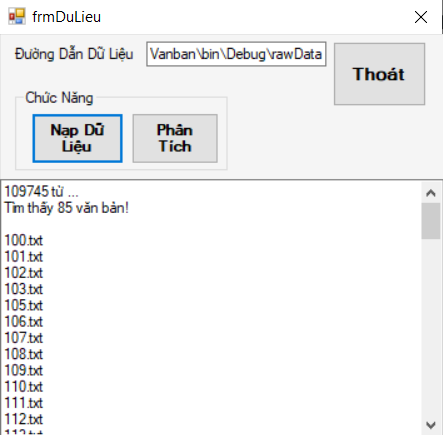 frmDuLieu
Đường Dẫn Dữ Liệu
Vanban\bin\Debug\rawData
Thoát
Chức Năng
Nạp Dữ
Liệu
Phân
Tích
109745 từ ...
Tìm thấy 85 văn bản!
100.txt
101.txt
102.txt
103.txt
105.txt
106.txt
107.txt
108.txt
109.txt
110.txt
111.txt
112.txt